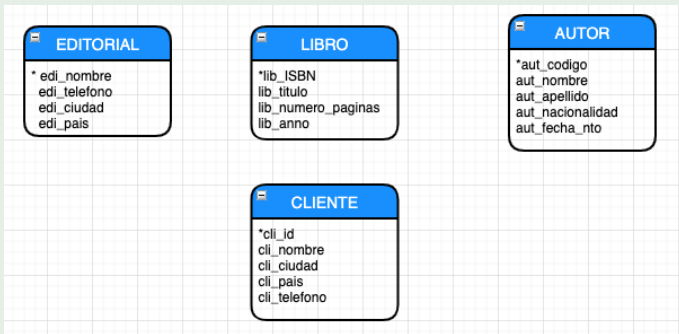 EDITORIAL
* edi_nombre
edi_telefono
edi_ciudad
edi_pais
LIBRO
*lib_ISBN
lib_titulo
lib_numero_paginas
lib_anno
AUTOR
*aut_codigo
aut_nombre
aut_apellido
aut_nacionalidad
aut_fecha_nto
CLIENTE
*cli_id
cli_nombre
cli_ciudad
cli_pais
cli_telefono